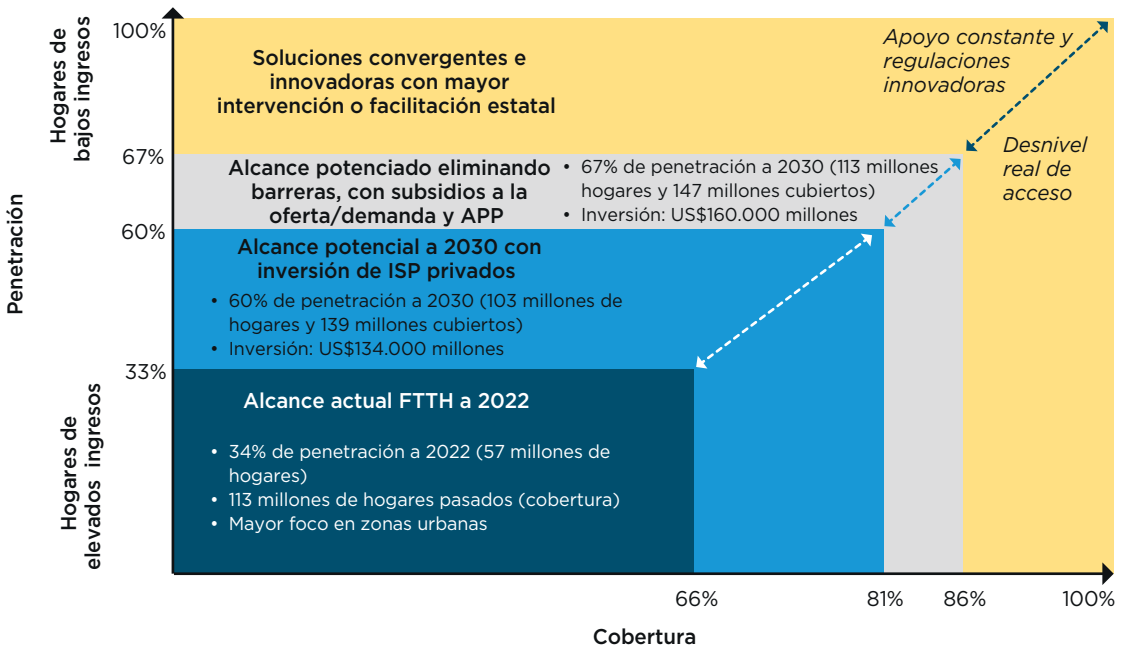 Penetración
Hogares de
bajos ingresos
Hogares de
elevados ingresos
100%
67%
60%
33%
Soluciones convergentes e
innovadoras con mayor
intervención o facilitación estatal
Apoyo constante y
regulaciones
innovadoras
Desnivel
real de
acceso
Alcance potenciado eliminando
barreras, con subsidios a la
oferta/demanda y APP
• 67% de penetración a 2030 (113 millones
hogares y 147 millones cubiertos)
• Inversión: US$160.000 millones
Alcance potencial a 2030 con
inversión de ISP privados
• 60% de penetración a 2030 (103 millones de
hogares y 139 millones cubiertos)
• Inversión: US$134.000 millones
Alcance actual FTTH a 2022
• 34% de penetración a 2022 (57 millones de
hogares)
• 113 millones de hogares pasados (cobertura)
• Mayor foco en zonas urbanas
66%
81%
86%
100%
Cobertura